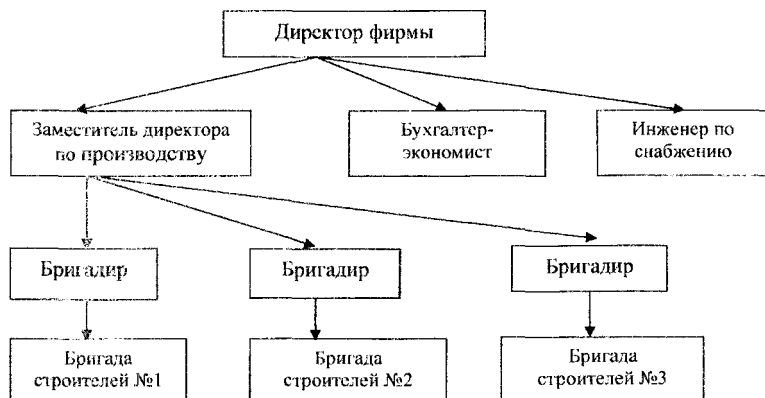 Директор фирмы
Заместитель директора
по производству
Бухгалтер-
экономист
Инженер по
снабжению
Бригадир
Бригадир
Бригадир
Бригада
строителей №1
Бригада
строителей №2
Бригада
строителей №3